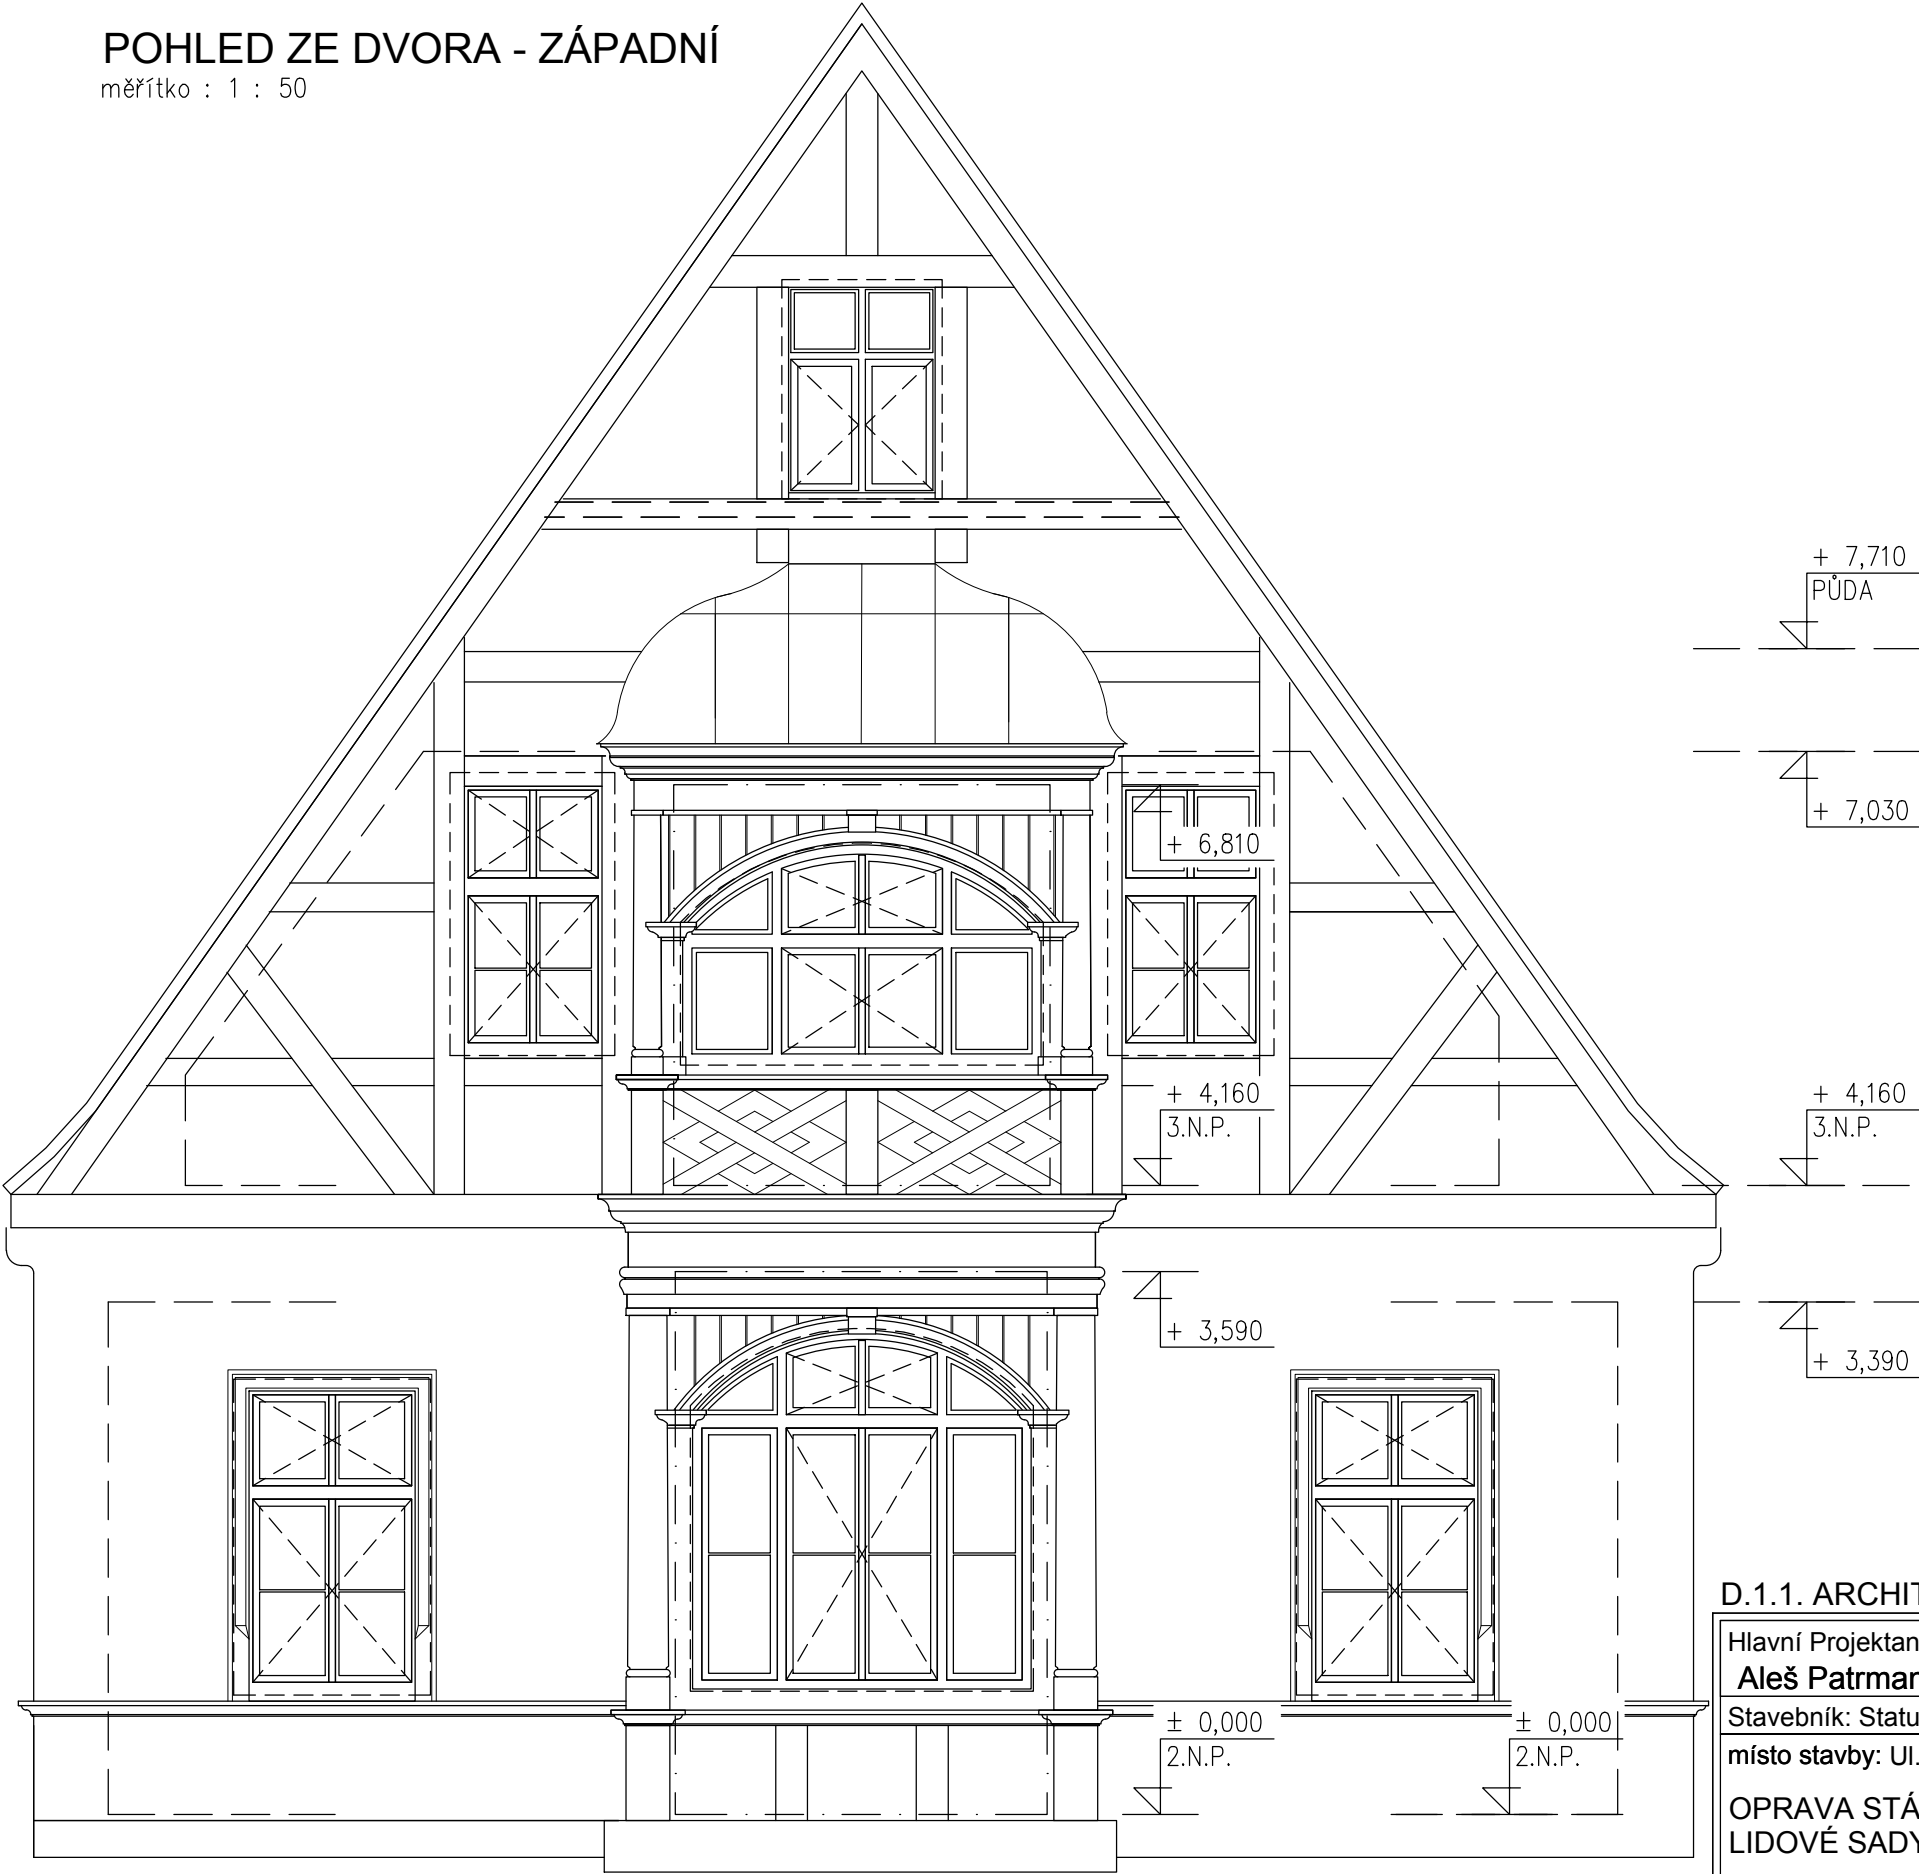 POHLED ZE DVORA - ZÁPADNÍ
měřítko : 1 : 50
+ 7,710
PŮDA
+ 7,030
+ 6,810
+ 4,160
3.N.P.
+ 4,160
3.N.P.
+ 3,590
+ 3,390
± 0,000
2.N.P.
± 0,000
2.N.P.
D.1.1. ARCHIT
Hlavní Projektan
Aleš Patrman
Stavebník: Statu
místo stavby: Ul.
OPRAVA STÁ
LIDOVÉ SADY